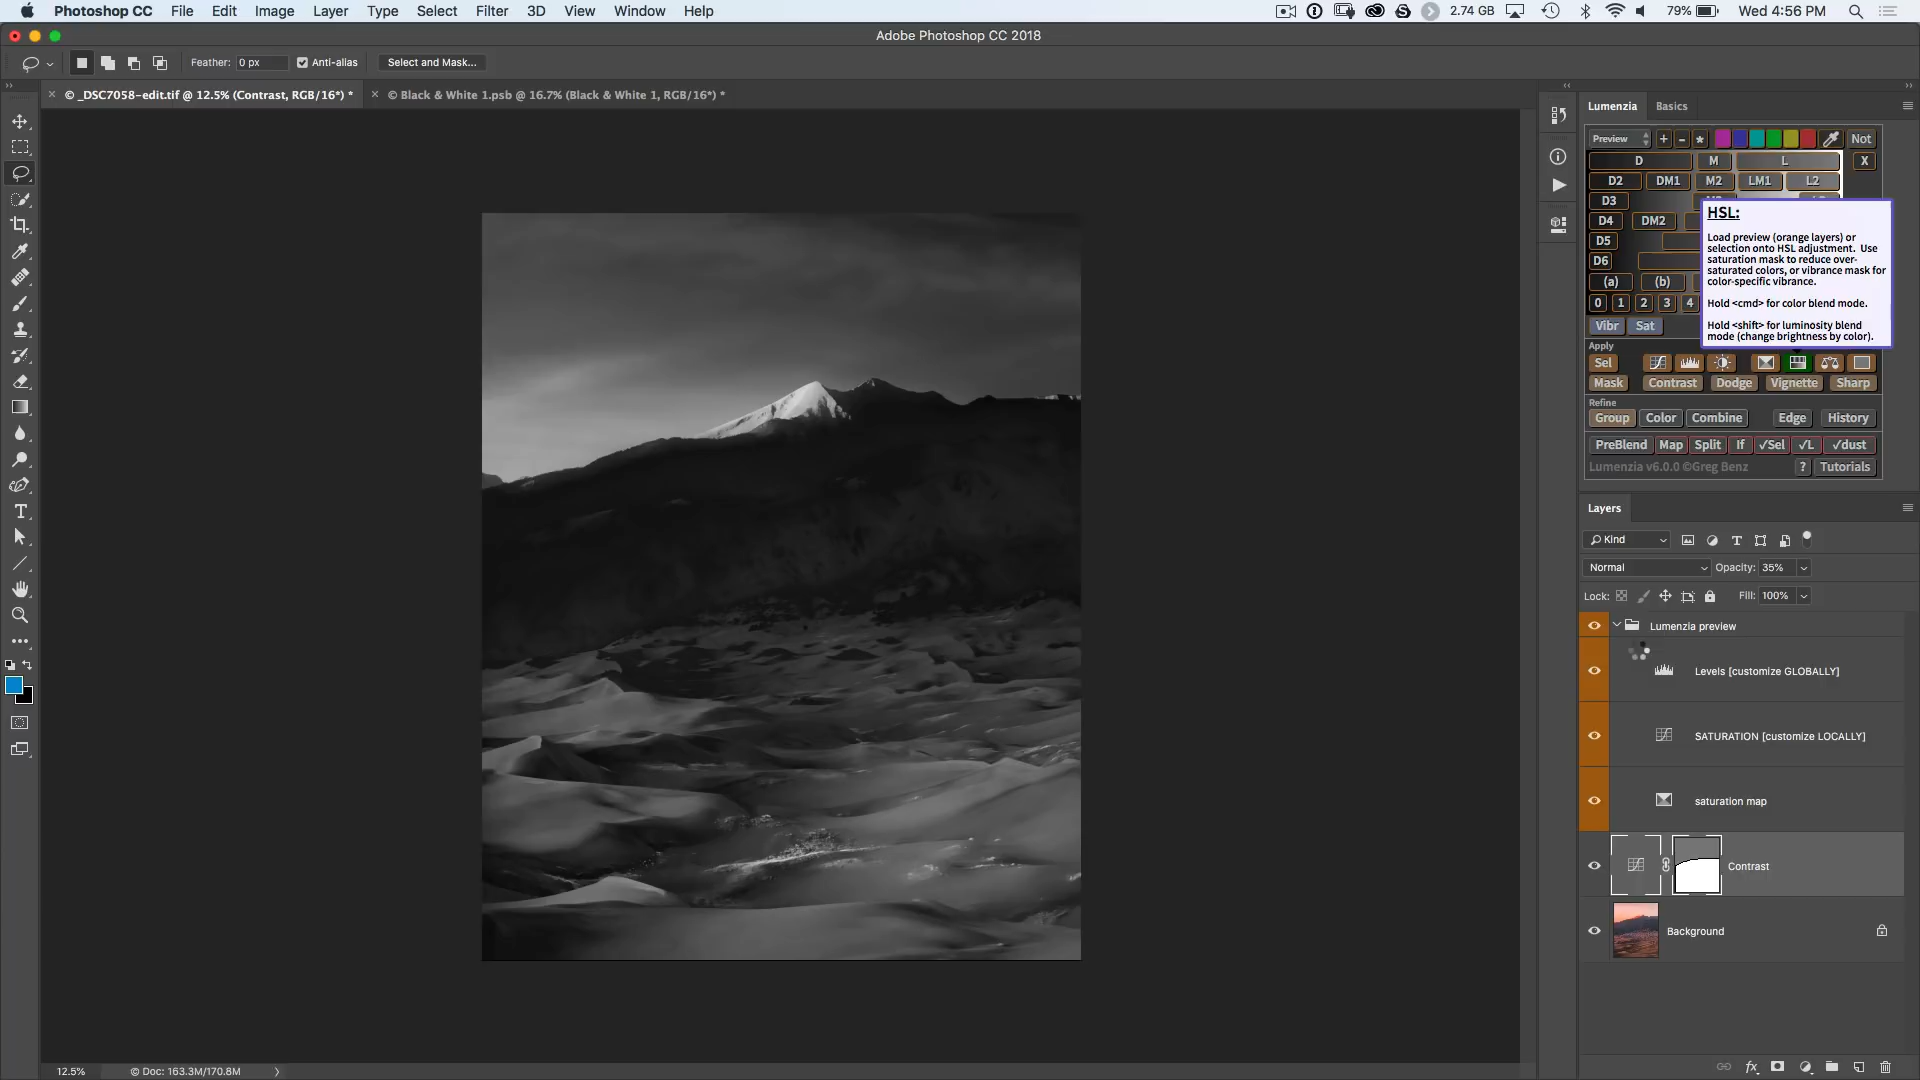 Photoshop CC File Edit Image Layer Type Select Filter 3D View Window Help 2.74 GB 79% Wed 4:56 PM
Adobe Photoshop CC 2018
Feather: 0 px Anti-alias Select and Mask...
© _DSC7058-edit.tif @ 12.5% (Contrast, RGB/16*) * © Black & White 1.psb @ 16.7% (Black & White 1, RGB/16*) *
Lumenzia Basics
Preview + - * Not
D M L X
D2 DM1 M2 LM1 L2
D3
D4 DM2
D5
D6
(a) (b)
0 1 2 3 4
Vibr Sat
HSL:
Load preview (orange layers) or
selection onto HSL adjustment. Use
saturation mask to reduce over-
saturated colors, or vibrance mask for
color-specific vibrance.
Hold <cmd> for color blend mode.
Hold <shift> for luminosity blend
mode (change brightness by color).
Apply
Sel
Mask Contrast Dodge Vignette Sharp
Refine
Group Color Combine Edge History
PreBlend Map Split If √Sel √L √dust
Lumenzia v6.0.0 ©Greg Benz ? Tutorials
Layers
Kind
Normal Opacity: 35%
Lock: Fill: 100%
Lumenzia preview
Levels [customize GLOBALLY]
SATURATION [customize LOCALLY]
saturation map
Contrast
Background
12.5% © Doc: 163.3M/170.8M